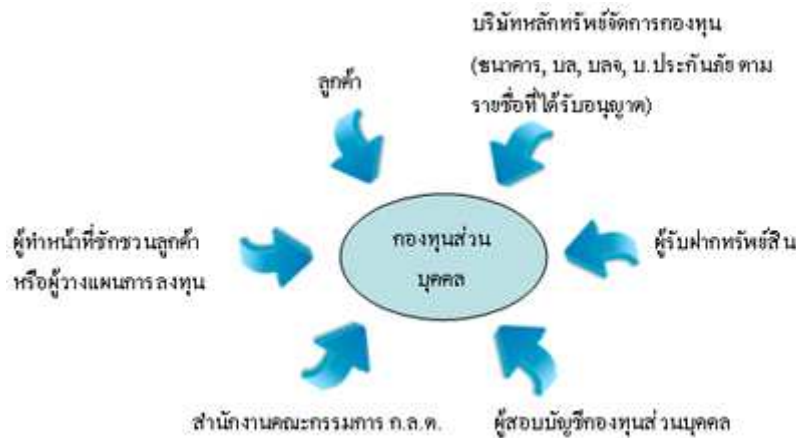 บริษัทหลักทรัพย์จัดการกองทุน
(ธนาคาร, บล, บลจ, บ.ประกันภัย ตาม
รายชื่อที่ได้รับอนุญาต)
ลูกค้า
ผู้ทำหน้าที่ชักชวนลูกค้า
หรือผู้วางแผนการลงทุน
กองทุนส่วน
บุคคล
ผู้รับฝากทรัพย์สิน
สำนักงานคณะกรรมการ ก.ล.ต.
ผู้สอบบัญชีกองทุนส่วนบุคคล